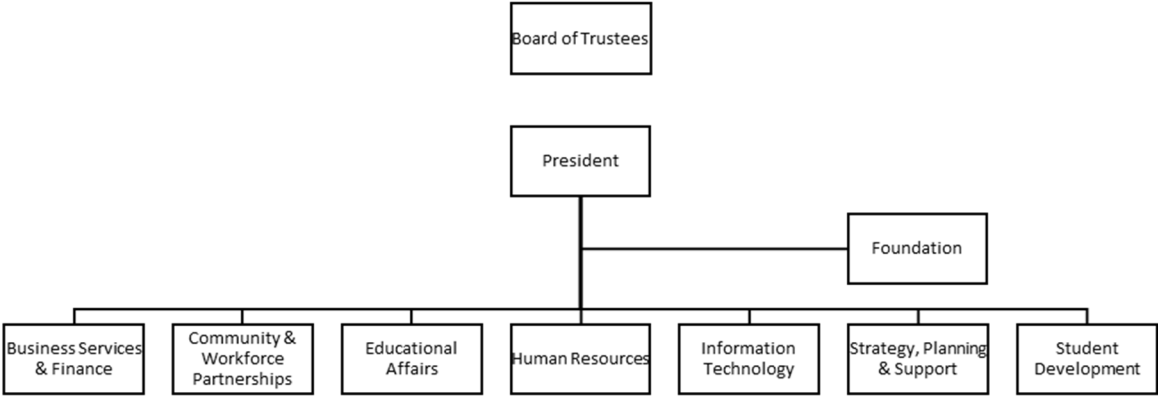 Board of Trustees
President
Foundation
Business Services
& Finance
Community &
Workforce
Partnerships
Educational
Affairs
Human Resources
Information
Technology
Strategy, Planning
& Support
Student
Development